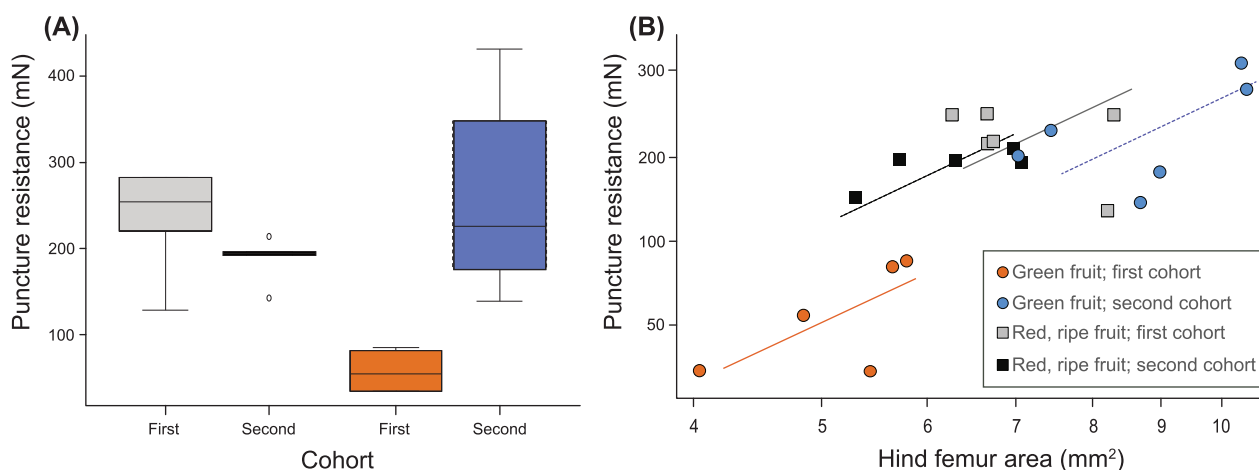 (A)
Puncture resistance (mN)
400
300
200
100
First
Second
First
Second
Cohort
(B)
Puncture resistance (mN)
300
200
100
50
4
5
6
7
8
9
10
Hind femur area (mm²)
Green fruit; first cohort
Green fruit; second cohort
Red, ripe fruit; first cohort
Red, ripe fruit; second cohort